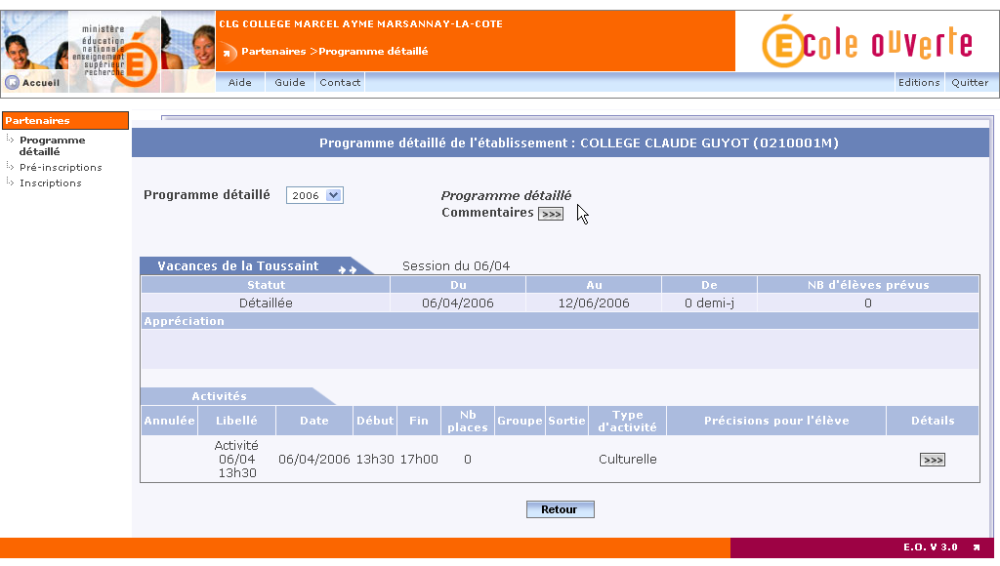 CLG COLLEGE MARCEL AYME MARSANNAY-LA-COTE
Partenaires >Programme détaillé
ministère
éducation
nationale
enseignement
supérieur
recherche
école ouverte
Accueil
Aide Guide Contact Editions Quitter
Partenaires
Programme
détaillé
Pré-inscriptions
Inscriptions
Programme détaillé de l'établissement : COLLEGE CLAUDE GUYOT (0210001M)
Programme détaillé 2006 Programme détaillé
Commentaires >>>
Vacances de la Toussaint Session du 06/04
Statut Du Au De NB d'élèves prévus
Détaillée 06/04/2006 12/06/2006 0 demi-j 0
Appréciation
Activités
Annulée Libellé Date Début Fin Nb places Groupe Sortie Type d'activité Précisions pour l'élève Détails
Activité
06/04 06/04/2006 13h30 17h00 0 Culturelle >>>
13h30
Retour
E.O. V 3.0